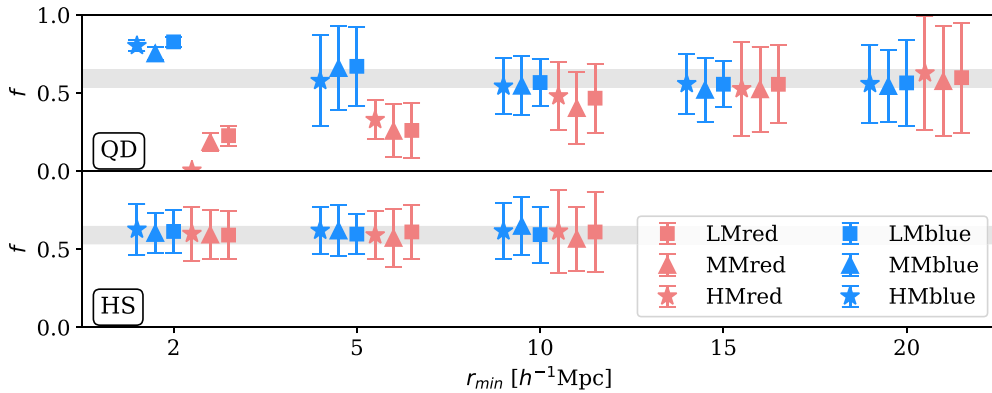 1.0
f
0.5
QD
0.0
f
0.5
HS
0.0
LMred LMblue
MMred MMblue
HMred HMblue
2 5 10 15 20
r_min [h⁻¹Mpc]